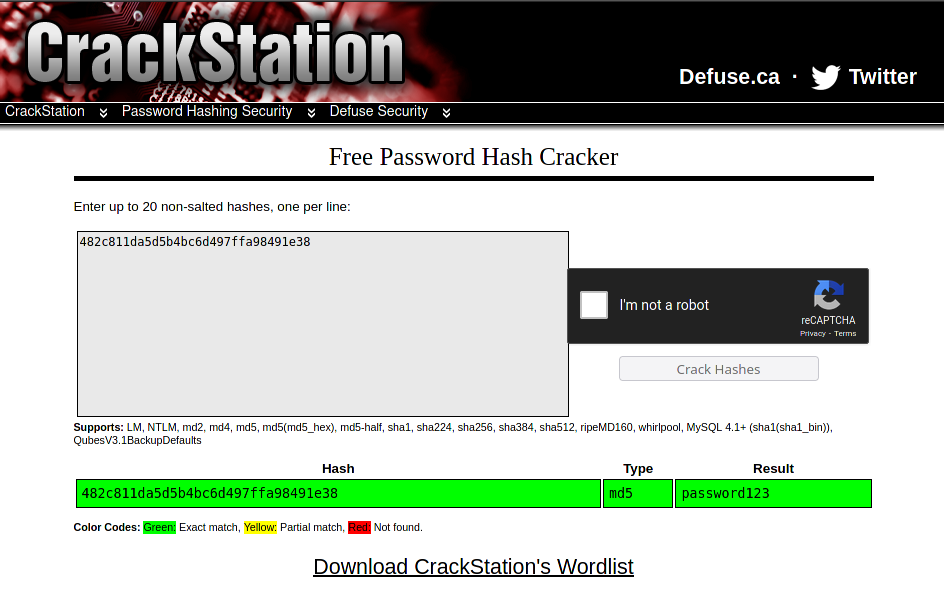 CrackStation
Defuse.ca · Twitter
CrackStation Password Hashing Security Defuse Security
Free Password Hash Cracker
Enter up to 20 non-salted hashes, one per line:
482c811da5d5b4bc6d497ffa98491e38
I'm not a robot
reCAPTCHA
Privacy - Terms
Crack Hashes
Supports: LM, NTLM, md2, md4, md5, md5(md5_hex), md5-half, sha1, sha224, sha256, sha384, sha512, ripeMD160, whirlpool, MySQL 4.1+ (sha1(sha1_bin)),
QubesV3.1BackupDefaults
Hash Type Result
482c811da5d5b4bc6d497ffa98491e38 md5 password123
Color Codes: Green: Exact match, Yellow: Partial match, Red: Not found.
Download CrackStation's Wordlist